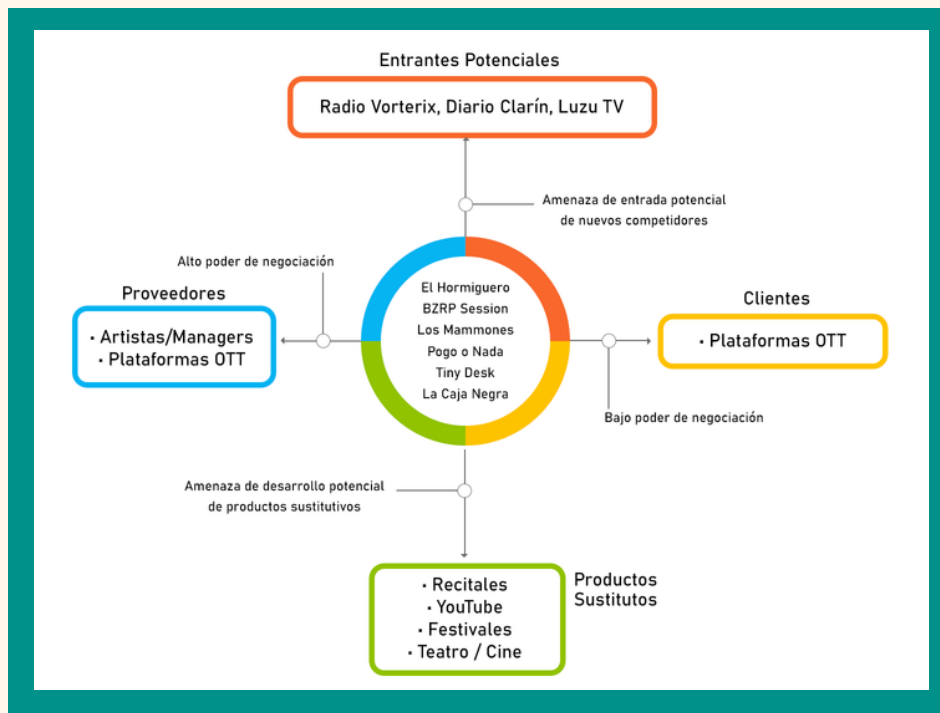 Entrantes Potenciales
Radio Vorterix, Diario Clarín, Luzu TV
Amenaza de entrada potencial
de nuevos competidores
Alto poder de negociación
Proveedores
· Artistas/Managers
· Plataformas OTT
El Hormiguero
BZRP Session
Los Mammones
Pogo o Nada
Tiny Desk
La Caja Negra
Clientes
· Plataformas OTT
Bajo poder de negociación
Amenaza de desarrollo potencial
de productos sustitutivos
· Recitales
· YouTube
· Festivales
· Teatro / Cine
Productos
Sustitutos